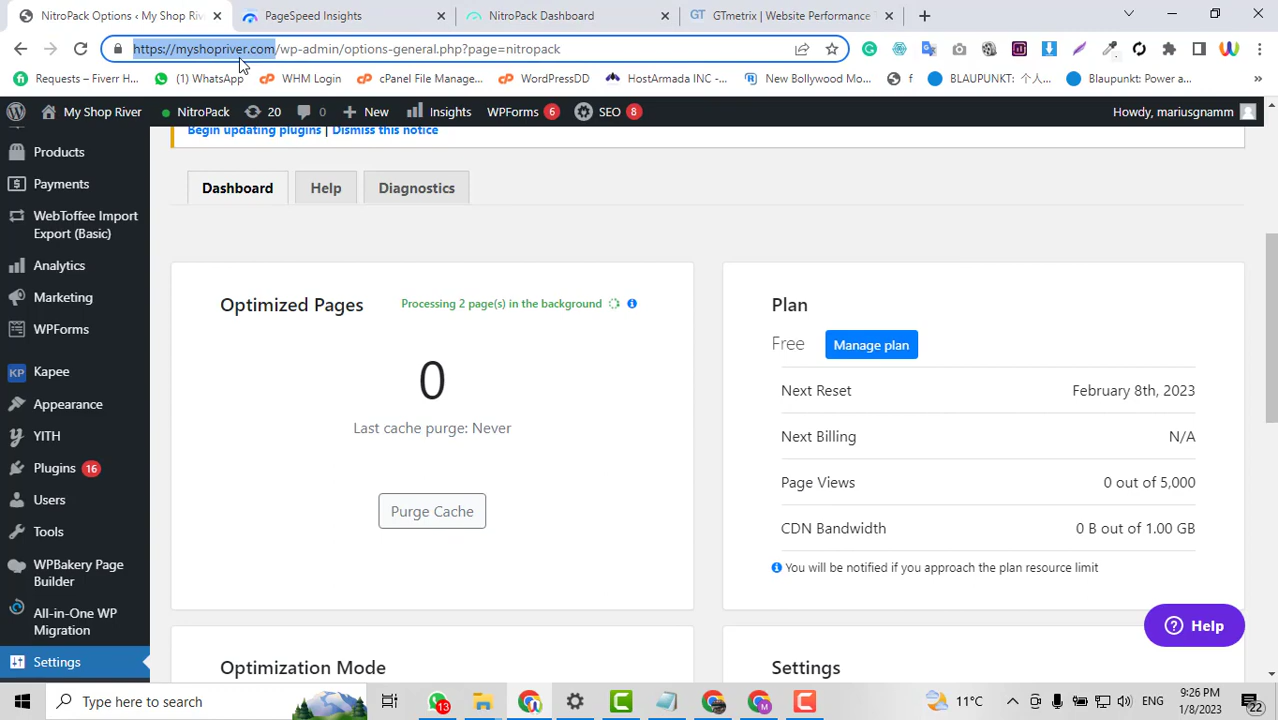 NitroPack Options ‹ My Shop Riv
PageSpeed Insights
NitroPack Dashboard
GTmetrix | Website Performance T
https://myshopriver.com/wp-admin/options-general.php?page=nitropack
Requests – Fiverr H...
(1) WhatsApp
WHM Login
cPanel File Manage...
WordPressDD
HostArmada INC -...
New Bollywood Mo...
f
BLAUPUNKT: 1%...
Blaupunkt: Power a...
»
My Shop River
NitroPack
20
0
New
Insights
WPForms 6
SEO 8
Howdy, mariusgnamm
Begin updating plugins | Dismiss this notice
Products
Payments
WebToffee Import
Export (Basic)
Analytics
Marketing
WPForms
KP Kapee
Appearance
YITH
Plugins 16
Users
Tools
WPBakery Page
Builder
All-in-One WP
Migration
Settings
Dashboard
Help
Diagnostics
Optimized Pages
Processing 2 page(s) in the background
0
Last cache purge: Never
Purge Cache
Plan
Free
Manage plan
Next Reset
February 8th, 2023
Next Billing
N/A
Page Views
0 out of 5,000
CDN Bandwidth
0 B out of 1.00 GB
You will be notified if you approach the plan resource limit
Optimization Mode
Settings
Help
Type here to search
13
11°C
ENG
9:26 PM
1/8/2023
22